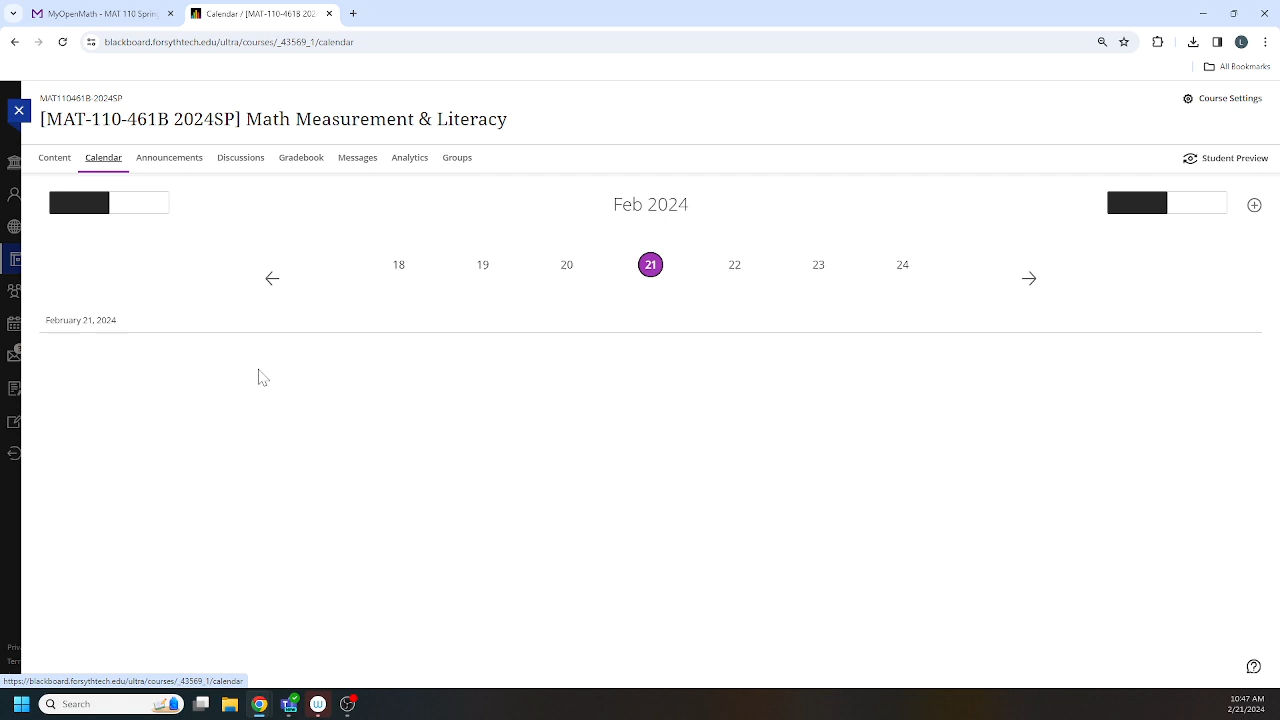 MyOpenMath - MAT 110 Spring
Calendar / [MAT-110-461B 202
blackboard.forsythtech.edu/ultra/courses/_43569_1/calendar
L
All Bookmarks
MAT110461B-2024SP
Course Settings
[MAT-110-461B 2024SP] Math Measurement & Literacy
Content Calendar Announcements Discussions Gradebook Messages Analytics Groups
Student Preview
Feb 2024
18 19 20 21 22 23 24
February 21, 2024
Priv
Term
https://blackboard.forsythtech.edu/ultra/courses/_43569_1/calendar
Search
10:47 AM
2/21/2024